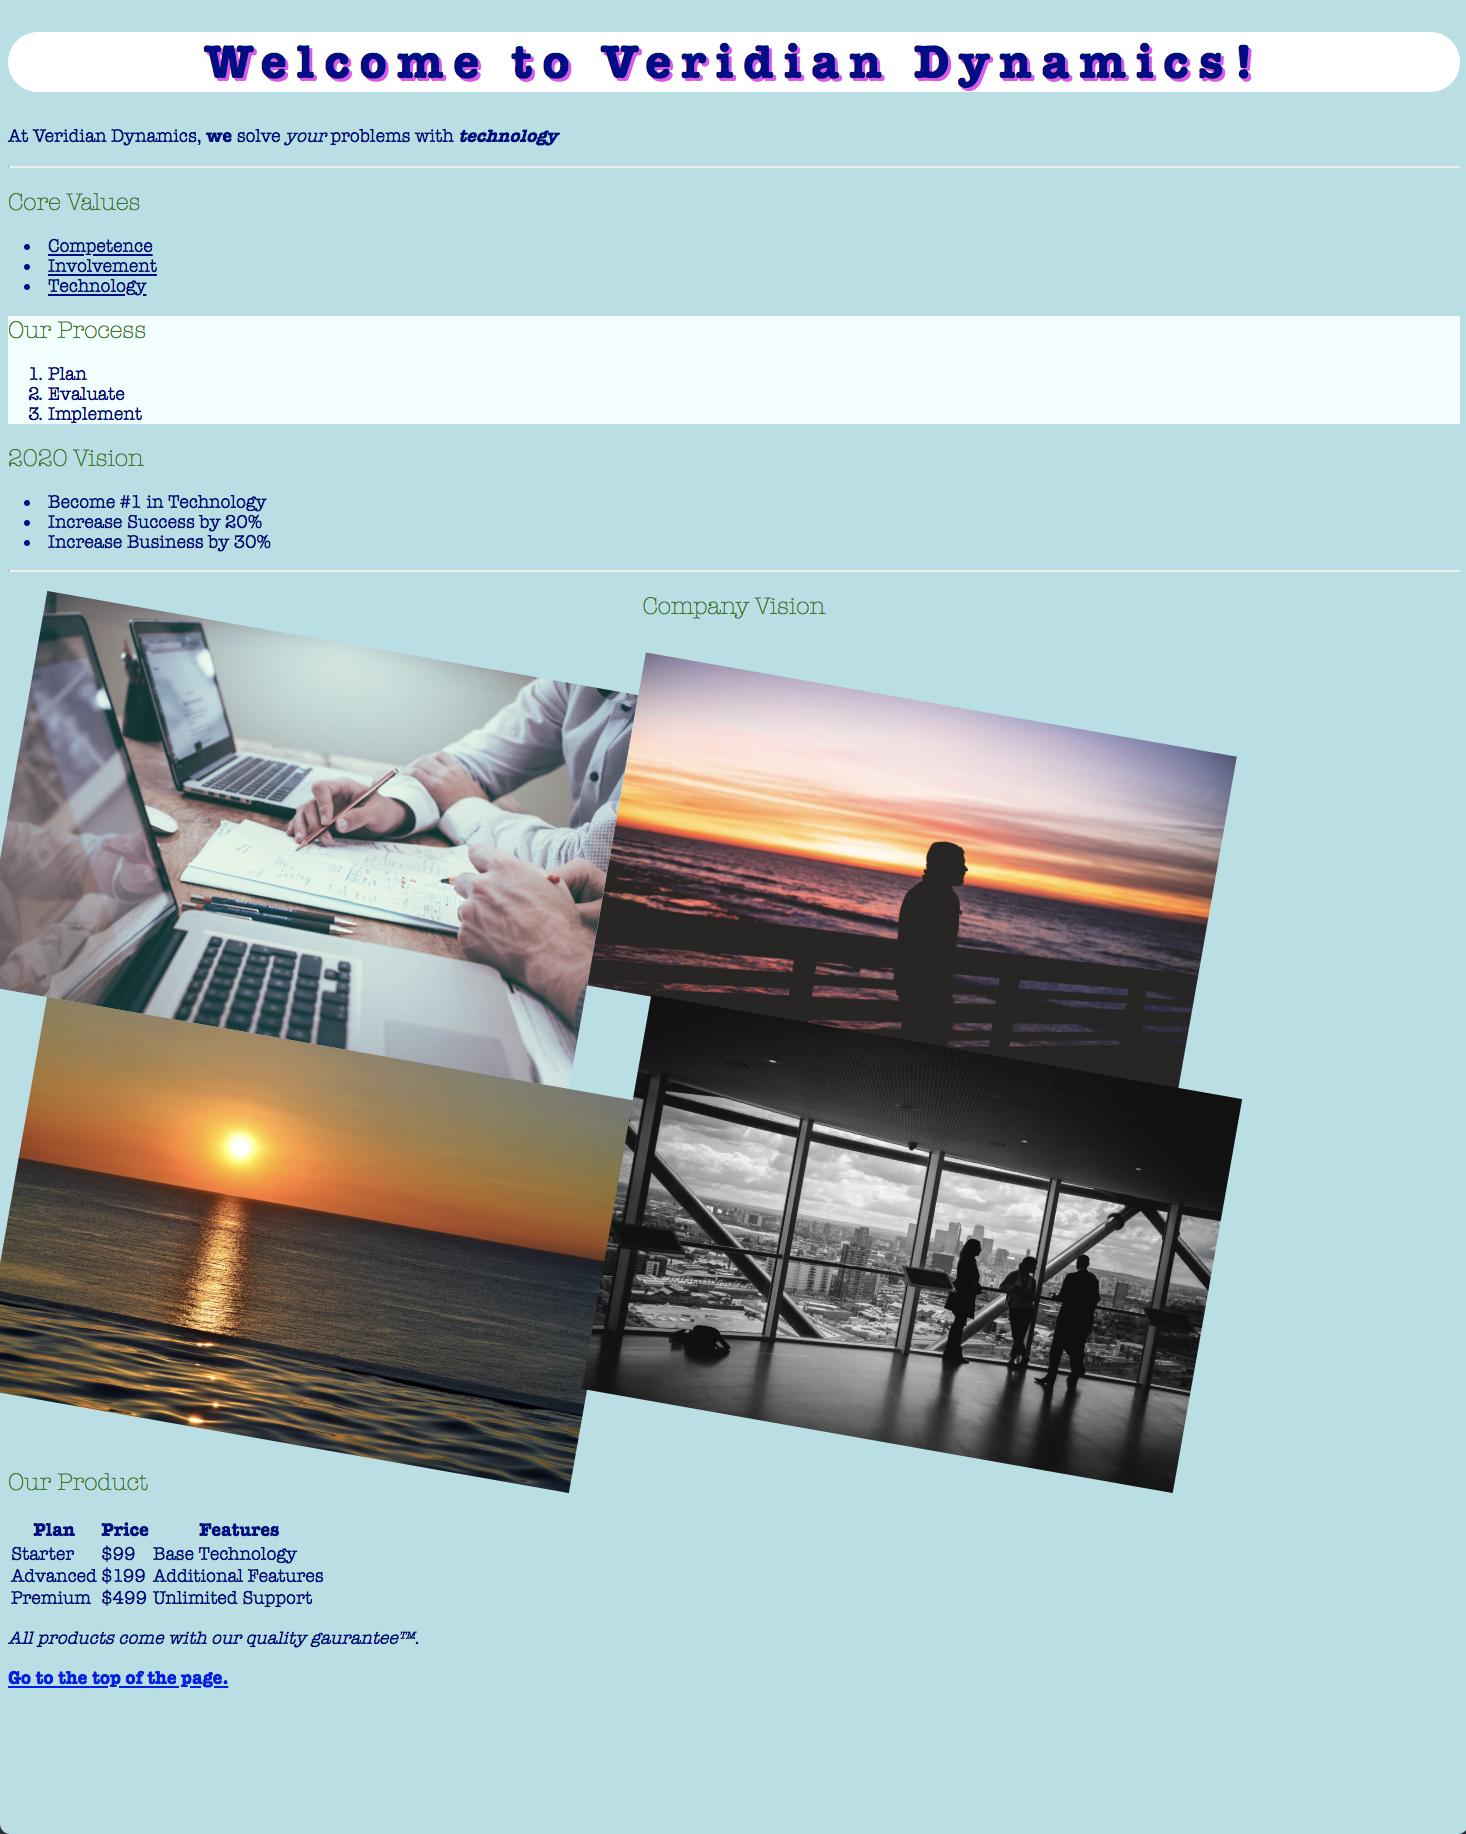 Welcome to Veridian Dynamics!
At Veridian Dynamics, we solve your problems with technology
Core Values
• Competence
• Involvement
• Technology
Our Process
1. Plan
2. Evaluate
3. Implement
2020 Vision
• Become #1 in Technology
• Increase Success by 20%
• Increase Business by 30%
Company Vision
Our Product
Plan Price Features
Starter $99 Base Technology
Advanced $199 Additional Features
Premium $499 Unlimited Support
All products come with our quality gaurantee™.
Go to the top of the page.